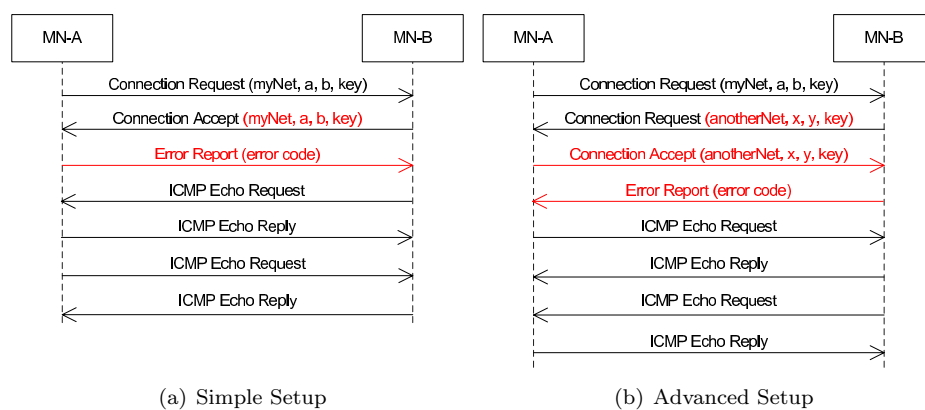 MN-A
MN-B
Connection Request (myNet, a, b, key)
Connection Accept (myNet, a, b, key)
Error Report (error code)
ICMP Echo Request
ICMP Echo Reply
ICMP Echo Request
ICMP Echo Reply
(a) Simple Setup
MN-A
MN-B
Connection Request (myNet, a, b, key)
Connection Request (anotherNet, x, y, key)
Connection Accept (anotherNet, x, y, key)
Error Report (error code)
ICMP Echo Request
ICMP Echo Reply
ICMP Echo Request
ICMP Echo Reply
(b) Advanced Setup